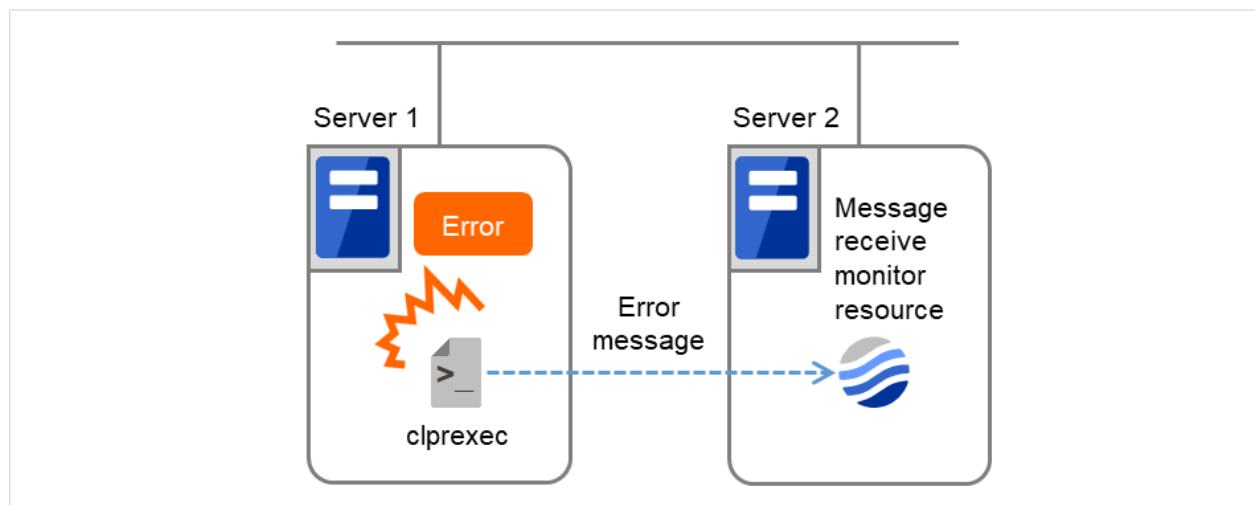 Server 1
Server 2
Error
Message
receive
monitor
resource
Error
message
>_
clprexec